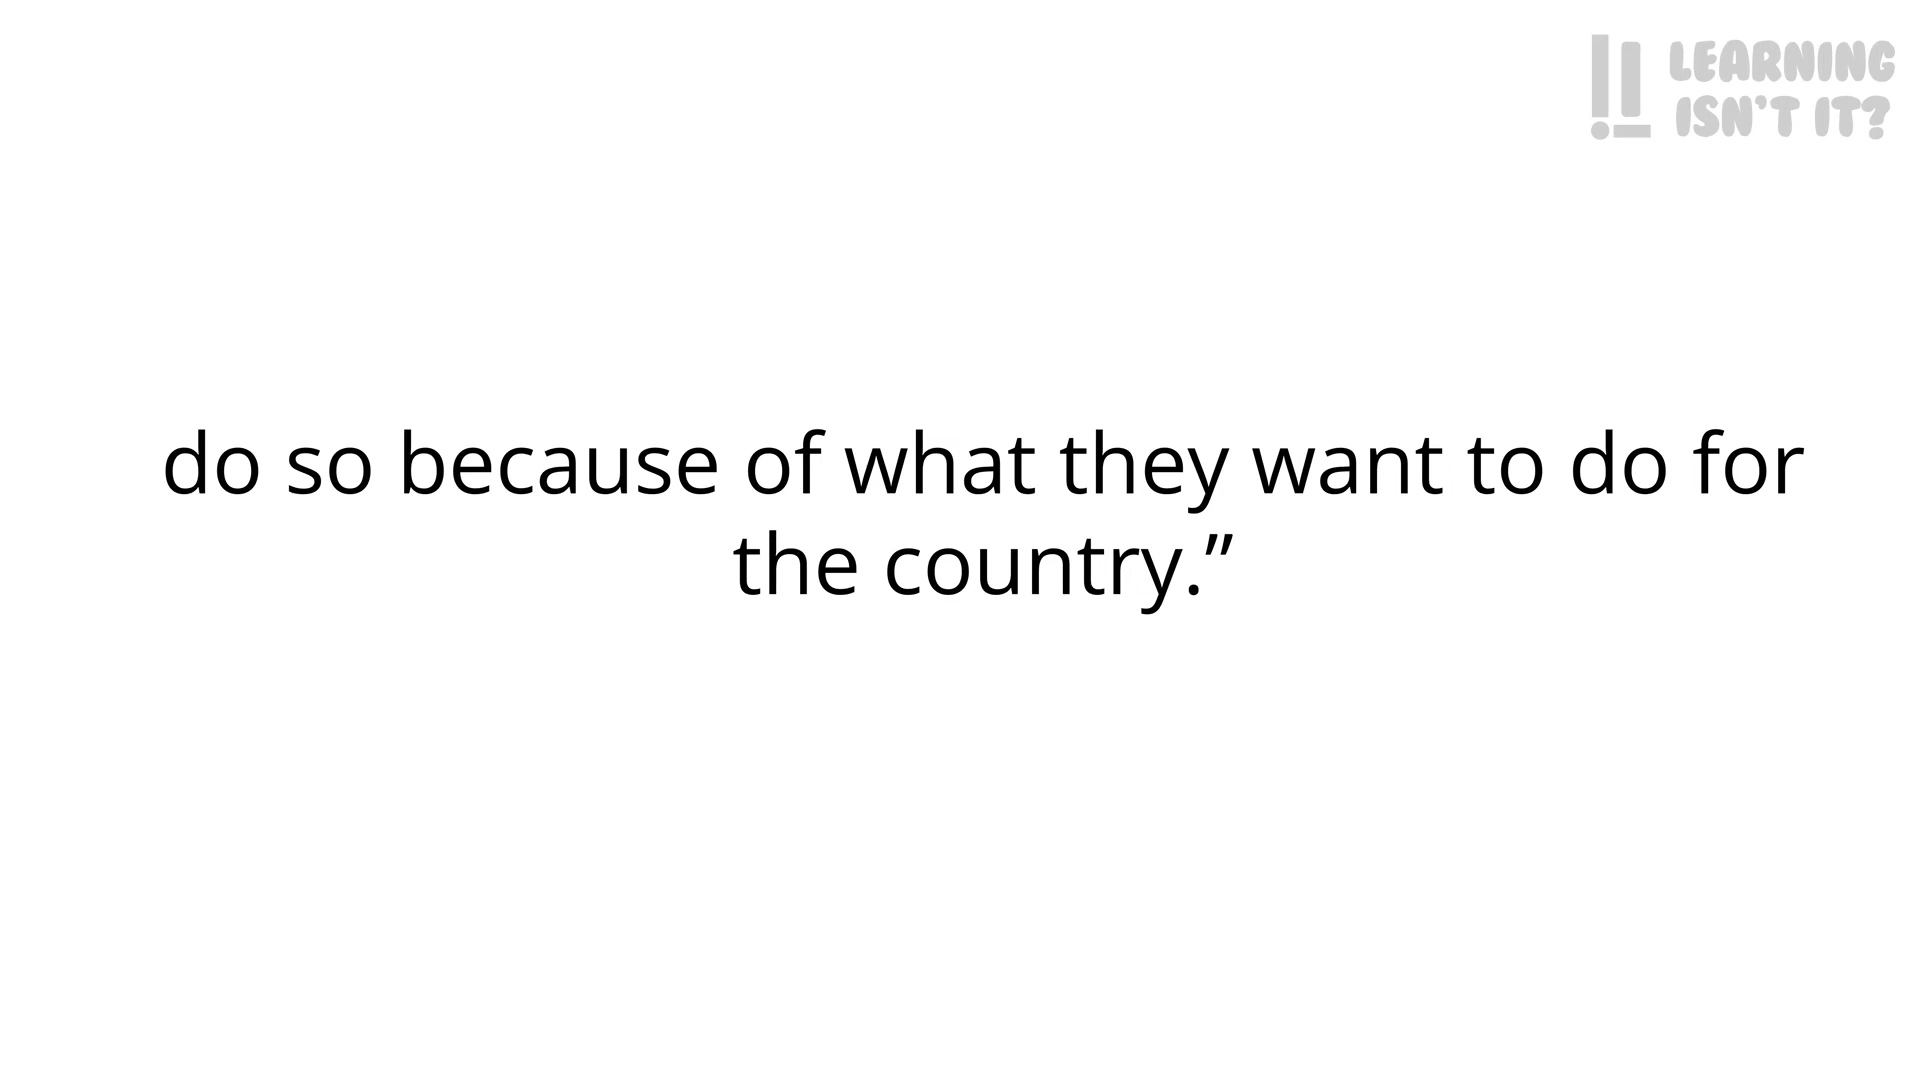 LEARNING
ISN'T IT?
do so because of what they want to do for
the country.”